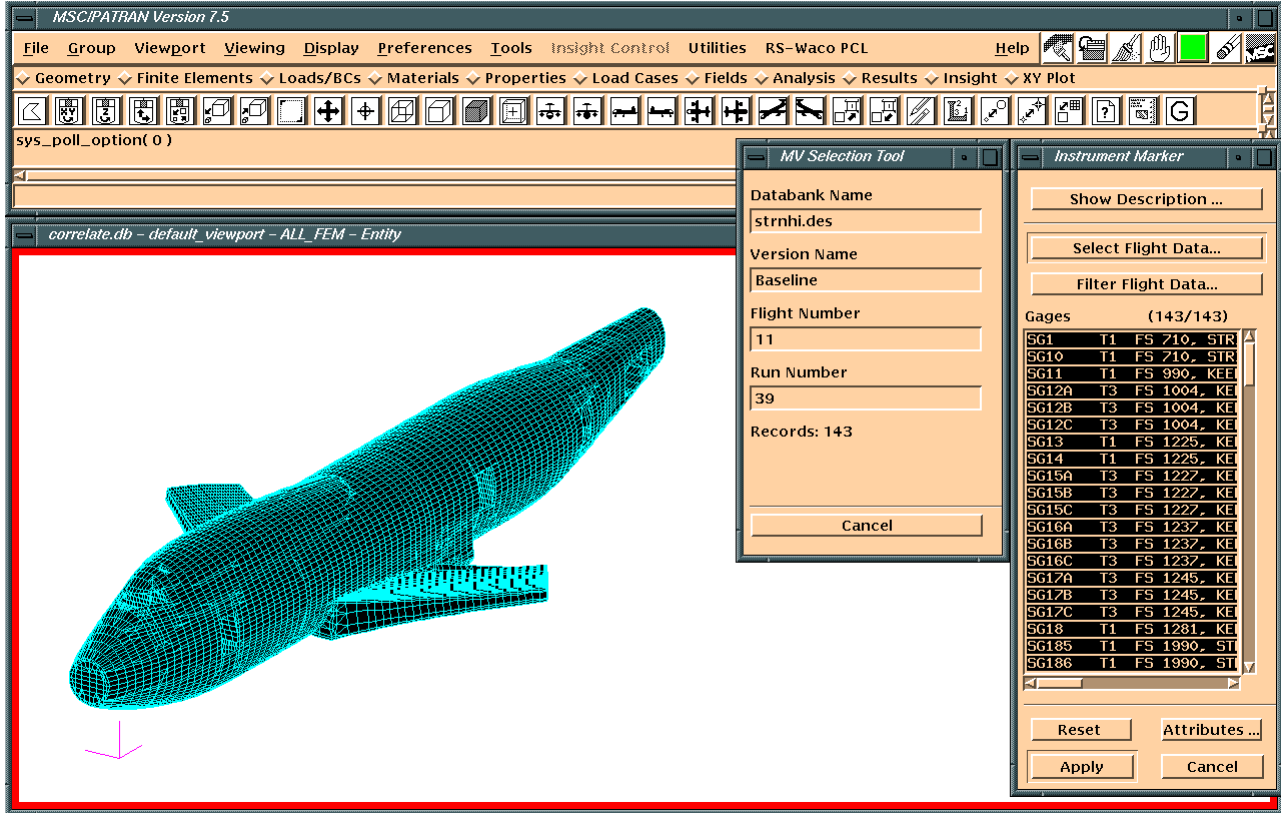 MSC/PATRAN Version 7.5
File Group Viewport Viewing Display Preferences Tools Insight Control Utilities RS-Waco PCL Help
MSC
Geometry Finite Elements Loads/BCs Materials Properties Load Cases Fields Analysis Results Insight XY Plot
G
sys_poll_option( 0 )
correlate.db - default_viewport - ALL_FEM - Entity
MV Selection Tool
Databank Name
strnhi.des
Version Name
Baseline
Flight Number
11
Run Number
39
Records: 143
Cancel
Instrument Marker
Show Description ...
Select Flight Data...
Filter Flight Data...
Gages (143/143)
SG1 T1 FS 710, STR
SG10 T1 FS 710, STR
SG11 T1 FS 990, KEE
SG12A T3 FS 1004, KE
SG12B T3 FS 1004, KE
SG12C T3 FS 1004, KE
SG13 T1 FS 1225, KE
SG14 T1 FS 1225, KE
SG15A T3 FS 1227, KE
SG15B T3 FS 1227, KE
SG15C T3 FS 1227, KE
SG16A T3 FS 1237, KE
SG16B T3 FS 1237, KE
SG16C T3 FS 1237, KE
SG17A T3 FS 1245, KE
SG17B T3 FS 1245, KE
SG17C T3 FS 1245, KE
SG18 T1 FS 1281, KE
SG185 T1 FS 1990, ST
SG186 T1 FS 1990, ST
Reset Attributes ...
Apply Cancel